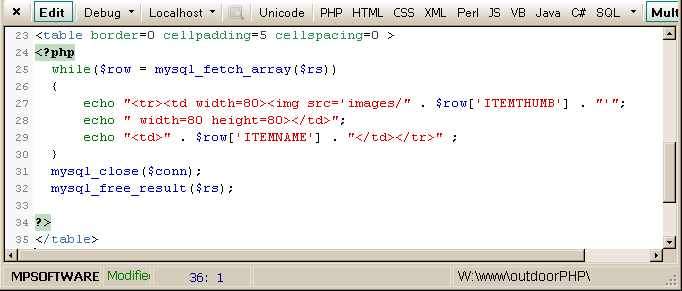 × Edit Debug Localhost Unicode PHP HTML CSS XML Perl JS VB Java C# SQL
23 <table border=0 cellpadding=5 cellspacing=0 >
24 <?php
25 while($row = mysql_fetch_array($rs))
26 {
27 echo "<tr><td width=80><img src='images/" . $row['ITEMTHUMB'] . "'";
28 echo " width=80 height=80></td>";
29 echo "<td>" . $row['ITEMNAME'] . "</td></tr>" ;
30 }
31 mysql_close($conn);
32 mysql_free_result($rs);
33
34 ?>
35 </table>
MPSOFTWARE 36: 1 W:\www\outdoorPHP\